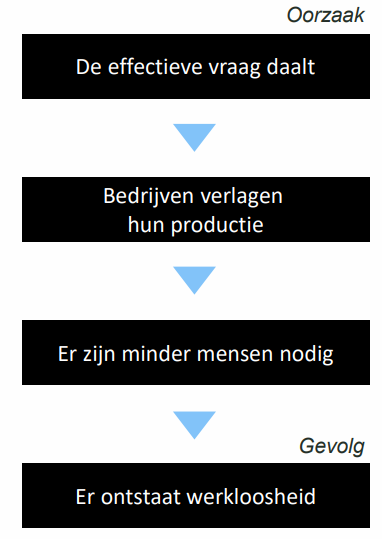 Oorzaak
De effectieve vraag daalt
Bedrijven verlagen
hun productie
Er zijn minder mensen nodig
Gevolg
Er ontstaat werkloosheid